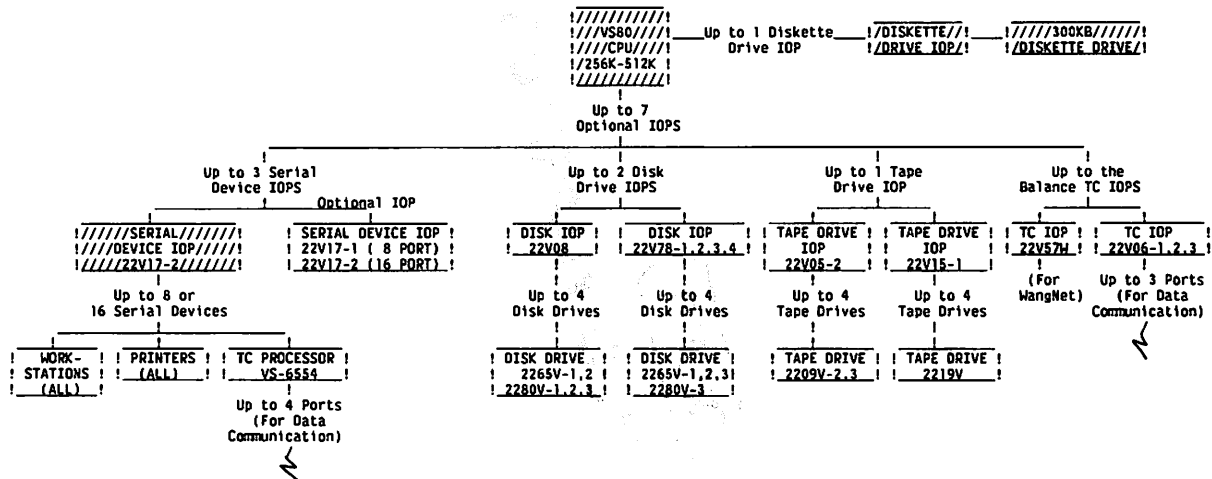 VS80 Up to 1 Diskette DISKETTE 300KB
CPU Drive IOP DRIVE IOP DISKETTE DRIVE
256K-512K
Up to 7
Optional IOPS
Up to 3 Serial Up to 2 Disk Up to 1 Tape Up to the
Device IOPS Drive IOPS Drive IOP Balance TC IOPS
Optional IOP
SERIAL SERIAL DEVICE IOP DISK IOP DISK IOP TAPE DRIVE TAPE DRIVE TC IOP TC IOP
DEVICE IOP 22V17-1 ( 8 PORT) 22V08 22V78-1,2,3,4 IOP IOP 22V57W 22V06-1,2,3
22V17-2 22V17-2 (16 PORT) 22V05-2 22V15-1
(For Up to 3 Ports
Up to 8 or Up to 4 Up to 4 Up to 4 Up to 4 WangNet) (For Data
16 Serial Devices Disk Drives Disk Drives Tape Drives Tape Drives Communication)
WORK- PRINTERS TC PROCESSOR DISK DRIVE DISK DRIVE TAPE DRIVE TAPE DRIVE
STATIONS (ALL) VS-6554 2265V-1,2 2265V-1,2,3 2209V-2,3 2219V
(ALL) 2280V-1,2,3 2280V-3
Up to 4 Ports
(For Data
Communication)